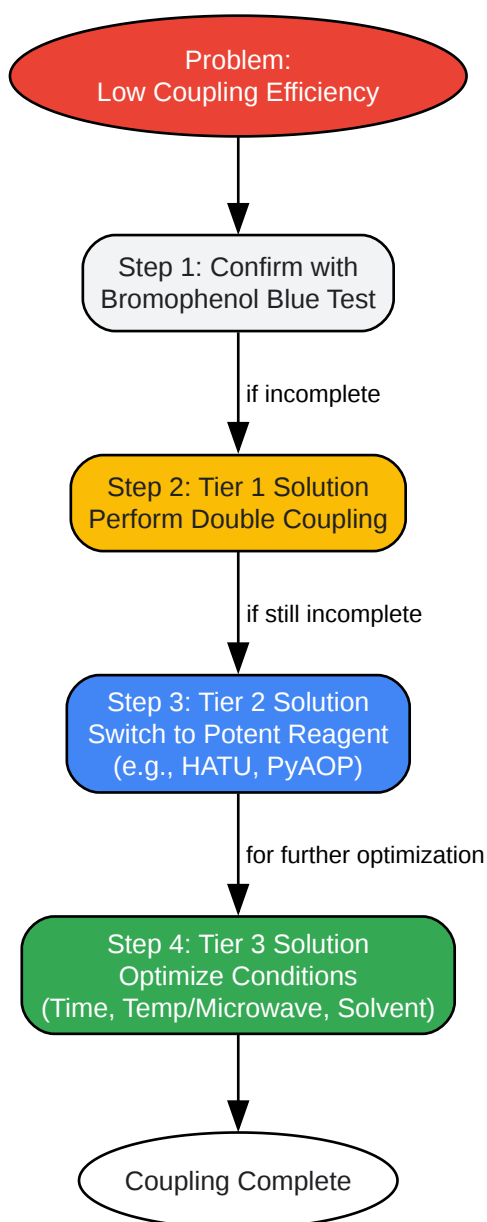 Problem:
Low Coupling Efficiency
Step 1: Confirm with
Bromophenol Blue Test
if incomplete
Step 2: Tier 1 Solution
Perform Double Coupling
if still incomplete
Step 3: Tier 2 Solution
Switch to Potent Reagent
(e.g., HATU, PyAOP)
for further optimization
Step 4: Tier 3 Solution
Optimize Conditions
(Time, Temp/Microwave, Solvent)
Coupling Complete